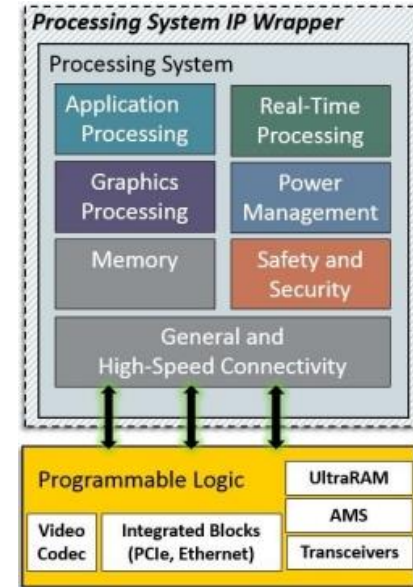 Processing System IP Wrapper
Processing System
Application
Processing
Real-Time
Processing
Graphics
Processing
Power
Management
Memory
Safety and
Security
General and
High-Speed Connectivity
Programmable Logic
UltraRAM
AMS
Transceivers
Video
Codec
Integrated Blocks
(PCIe, Ethernet)